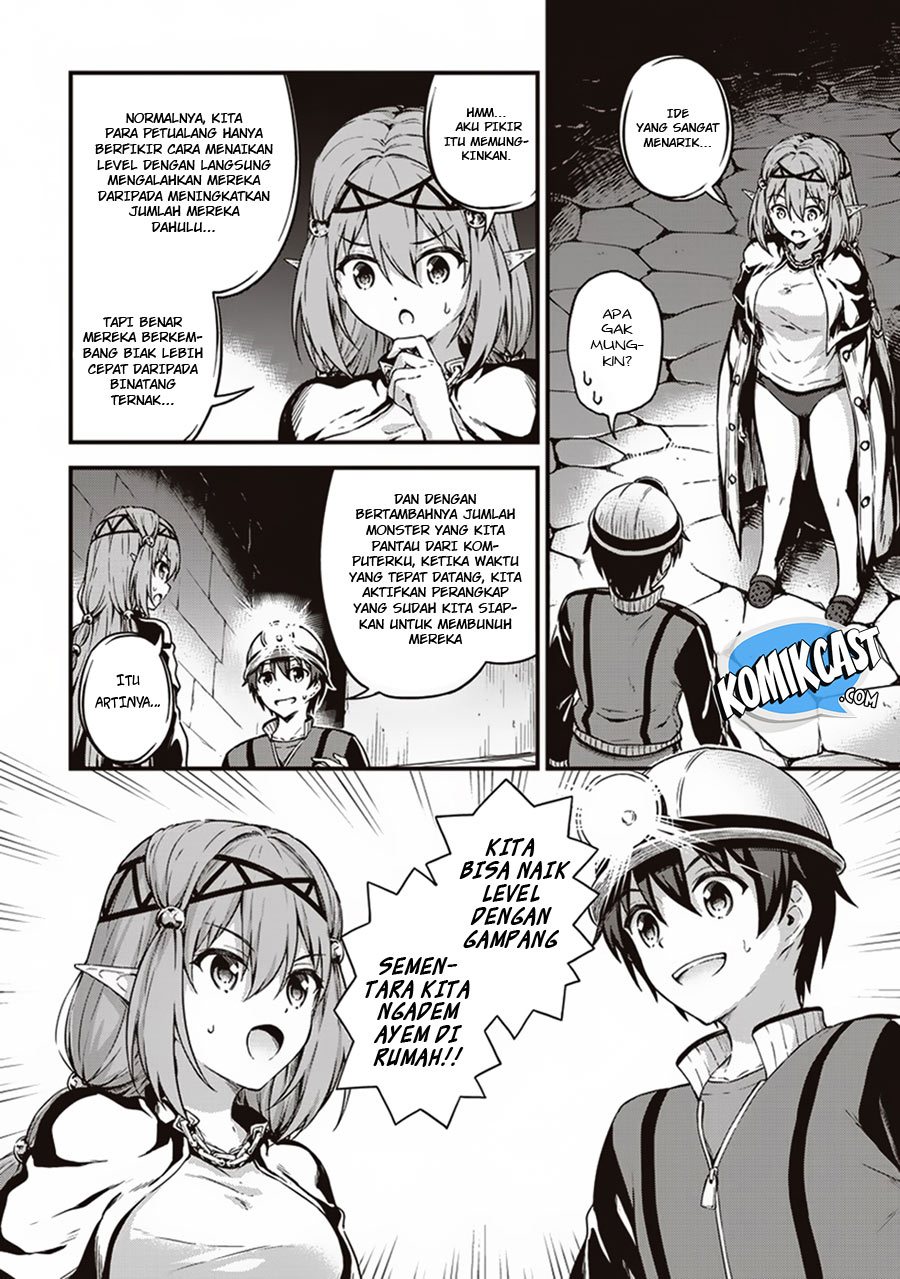 IDE
YANG SANGAT
MENARIK...
APA
GAK
MUNG-
KIN?
HMM...
AKU PIKIR
ITU MEMUNG-
KINKAN.
NORMALNYA, KITA
PARA PETUALANG HANYA
BERFIKIR CARA MENAIKAN
LEVEL DENGAN LANGSUNG
MENGALAHKAN MEREKA
DARIPADA MENINGKATKAN
JUMLAH MEREKA
DAHULU...
TAPI BENAR
MEREKA BERKEM-
BANG BIAK LEBIH
CEPAT DARIPADA
BINATANG
TERNAK...
DAN DENGAN
BERTAMBAHNYA JUMLAH
MONSTER YANG KITA
PANTAU DARI KOM-
PUTERKU, KETIKA WAKTU
YANG TEPAT DATANG, KITA
AKTIFKAN PERANGKAP
YANG SUDAH KITA SIAP-
KAN UNTUK MEMBUNUH
MEREKA
ITU
ARTINYA...
KOMIKCAST
.COM
KITA
BISA NAIK
LEVEL
DENGAN
GAMPANG
SEMEN-
TARA KITA
NGADEM
AYEM DI
RUMAH!!